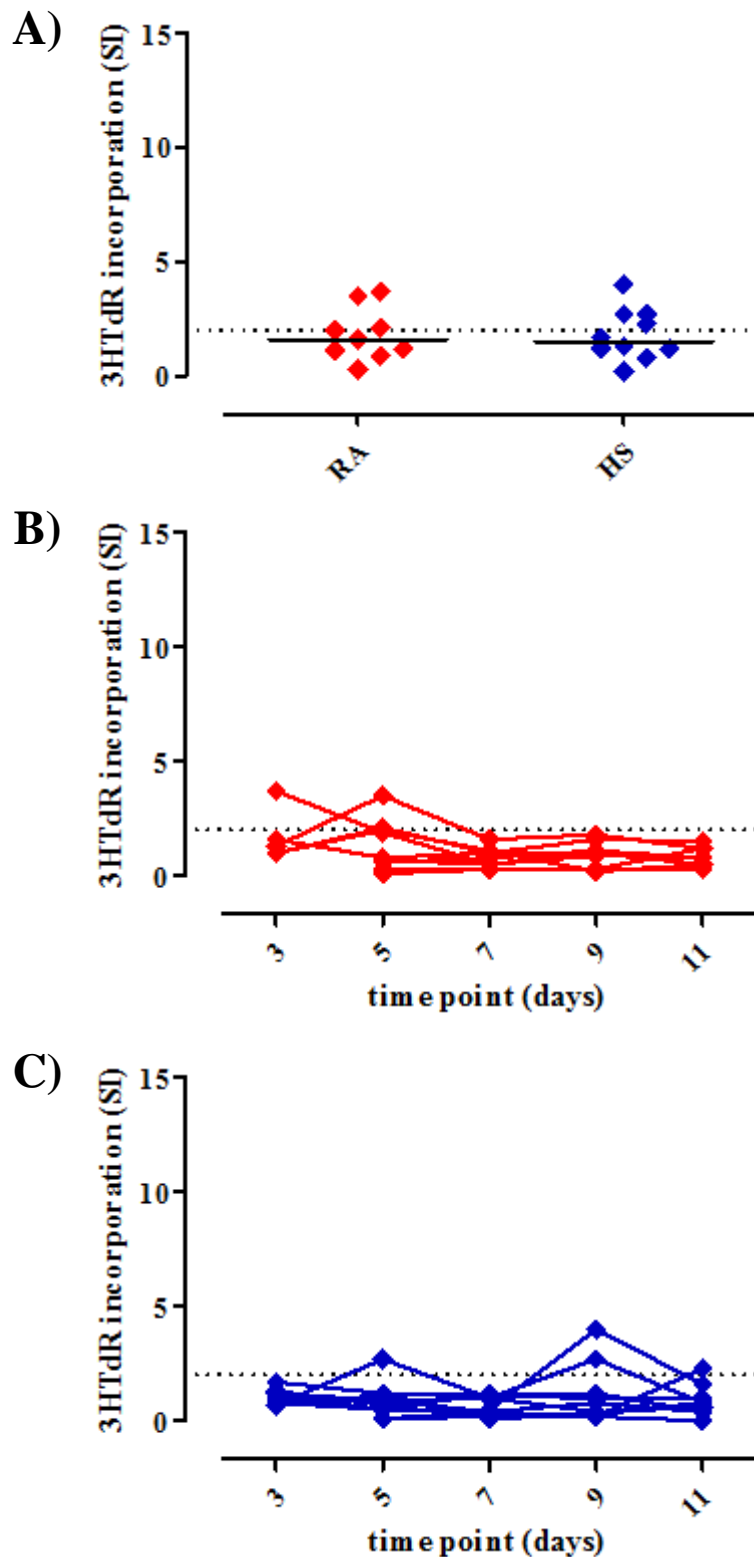 A)
3HTdR incorporation (SI)
15
10
5
0
RA
HS
B)
3HTdR incorporation (SI)
15
10
5
0
3
5
7
9
11
time point (days)
C)
3HTdR incorporation (SI)
15
10
5
0
3
5
7
9
11
time point (days)